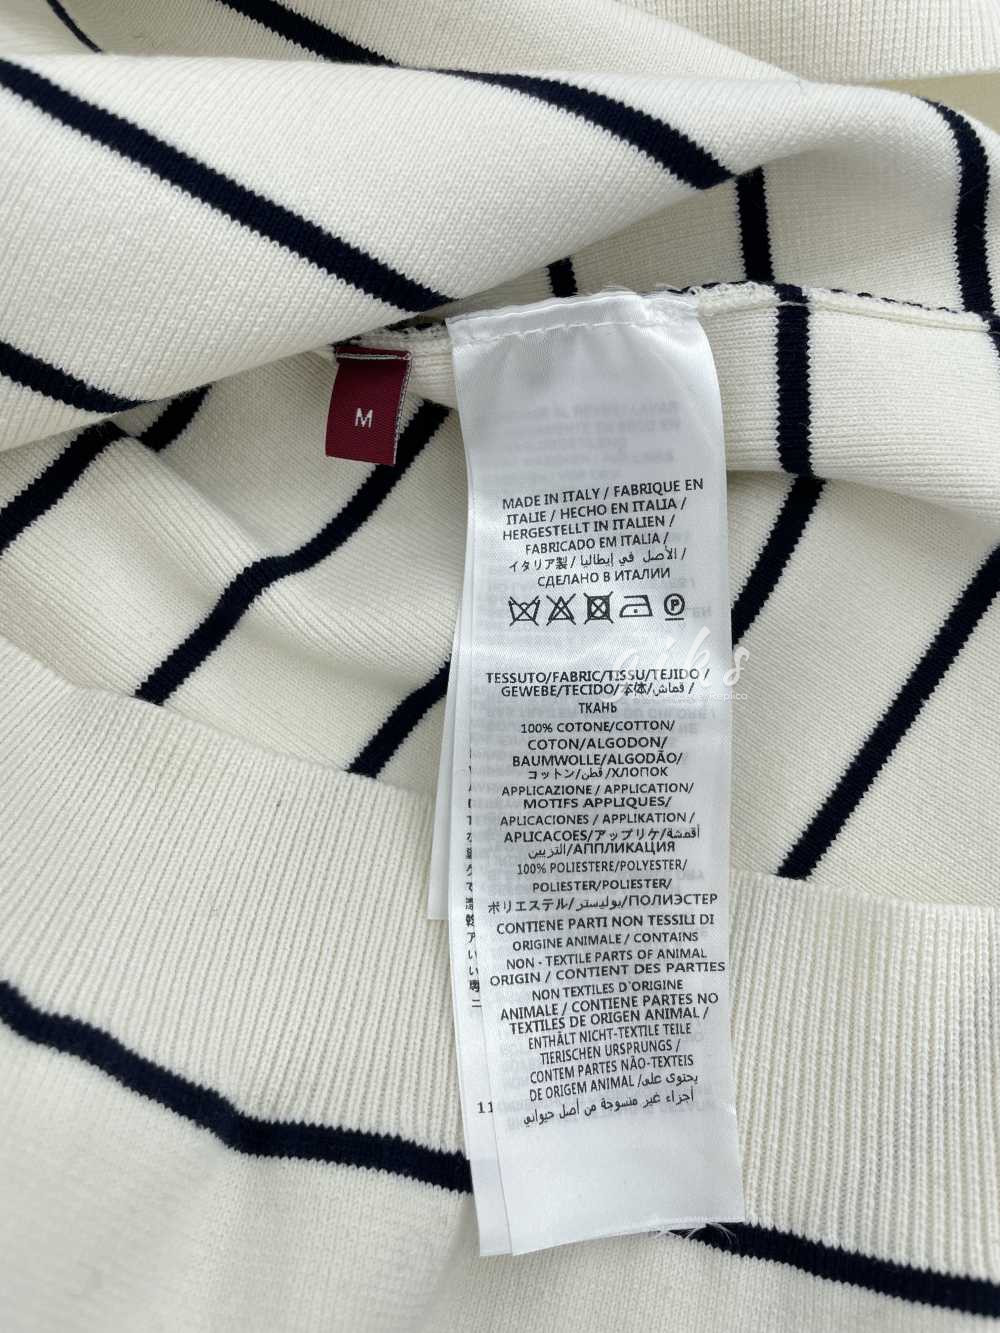 M
MADE IN ITALY / FABRIQUE EN
ITALIE / HECHO EN ITALIA /
HERGESTELLT IN ITALIEN /
FABRICADO EM ITALIA /
イタリア製 / الأصل في إيطاليا /
СДЕЛАНО В ИТАЛИИ
P
TESSUTO/FABRIC/TISSU/TEJIDO /
GEWEBE/TECIDO/本体/قماش /
ТКАНЬ
100% COTONE/COTTON/
COTON/ALGODON/
BAUMWOLLE/ALGODÃO/
コットン/قطن/ХЛОПОК
APPLICAZIONE / APPLICATION/
MOTIFS APPLIQUES/
APLICACIONES / APPLIKATION /
APLICACOES/アップリケ/أقمشة
التزيين/АППЛИКАЦИЯ
100% POLIESTERE/POLYESTER/
POLIESTER/POLIESTER/
ポリエステル/بوليستر/ПОЛИЭСТЕР
CONTIENE PARTI NON TESSILI DI
ORIGINE ANIMALE / CONTAINS
NON - TEXTILE PARTS OF ANIMAL
ORIGIN / CONTIENT DES PARTIES
NON TEXTILES D'ORIGINE
ANIMALE / CONTIENE PARTES NO
TEXTILES DE ORIGEN ANIMAL /
ENTHÄLT NICHT-TEXTILE TEILE
TIERISCHEN URSPRUNGS /
CONTEM PARTES NÃO-TEXTEIS
DE ORIGEM ANIMAL /يحتوى على
أجزاء غير منسوجة من أصل حيواني
11